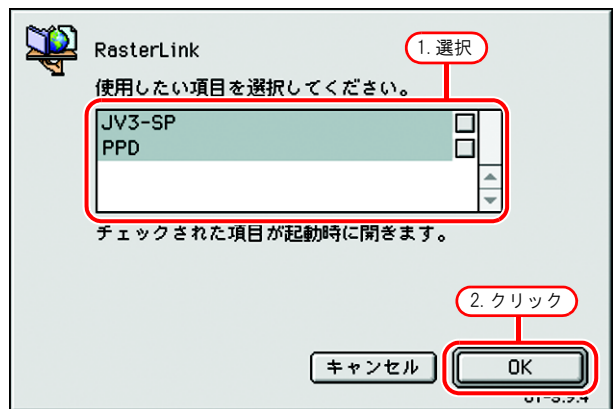 RasterLink
1. 選択
使用したい項目を選択してください。
JV3-SP
PPD
チェックされた項目が起動時に開きます。
2. クリック
キャンセル
OK